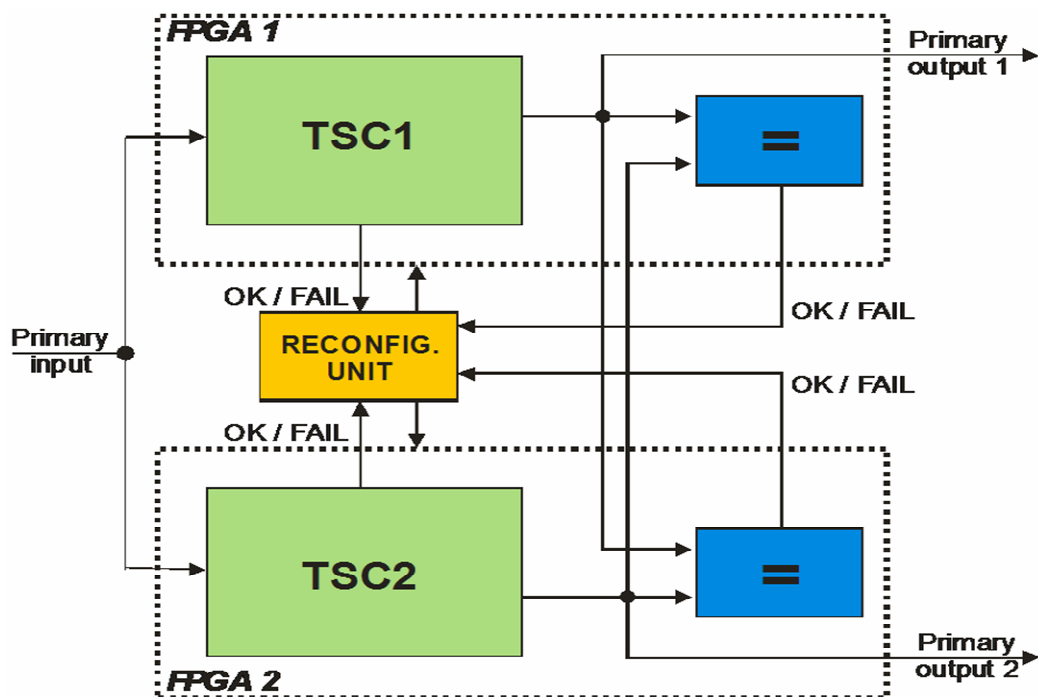 FPGA 1
Primary
output 1
TSC1
=
OK / FAIL
OK / FAIL
Primary
input
RECONFIG.
UNIT
OK / FAIL
OK / FAIL
TSC2
=
Primary
output 2
FPGA 2